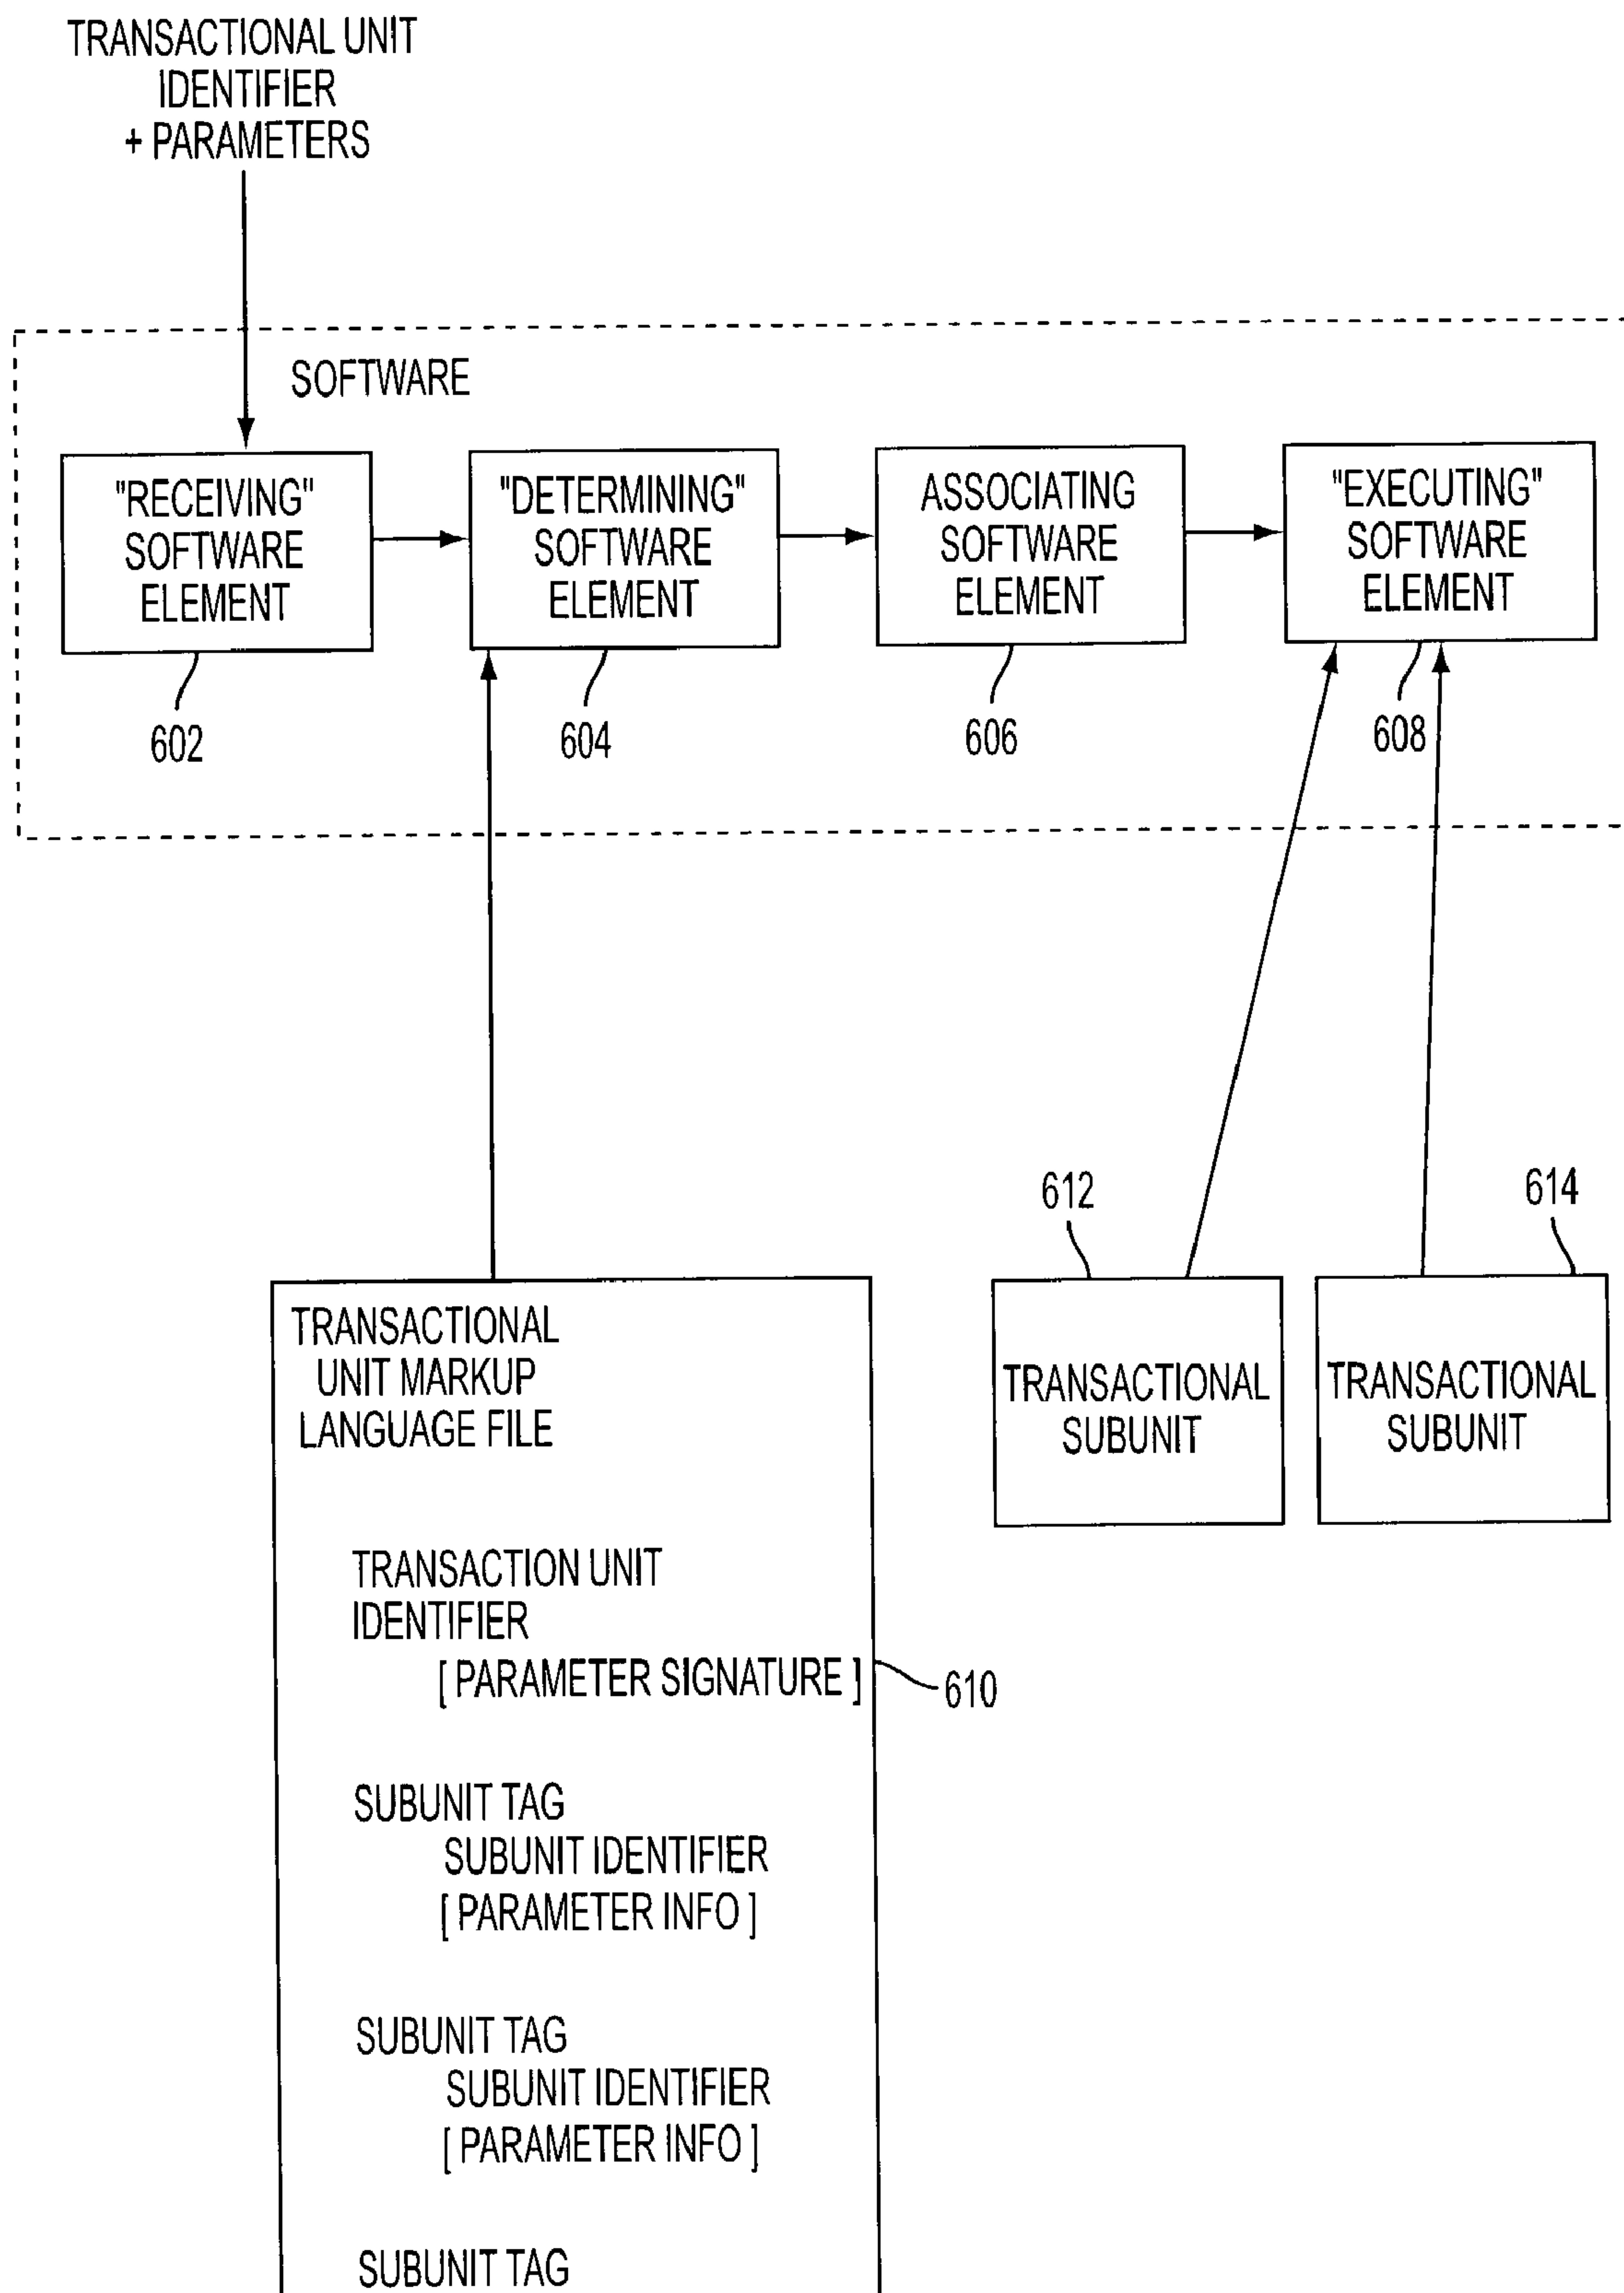 TRANSACTIONAL UNIT
IDENTIFIER
+ PARAMETERS
SOFTWARE
"RECEIVING"
SOFTWARE
ELEMENT
"DETERMINING"
SOFTWARE
ELEMENT
ASSOCIATING
SOFTWARE
ELEMENT
"EXECUTING"
SOFTWARE
ELEMENT
602
604
606
608
612
614
TRANSACTIONAL
UNIT MARKUP
LANGUAGE FILE
TRANSACTION UNIT
IDENTIFIER
[ PARAMETER SIGNATURE ]
610
SUBUNIT TAG
SUBUNIT IDENTIFIER
[ PARAMETER INFO ]
SUBUNIT TAG
SUBUNIT IDENTIFIER
[ PARAMETER INFO ]
SUBUNIT TAG
TRANSACTIONAL
SUBUNIT
TRANSACTIONAL
SUBUNIT